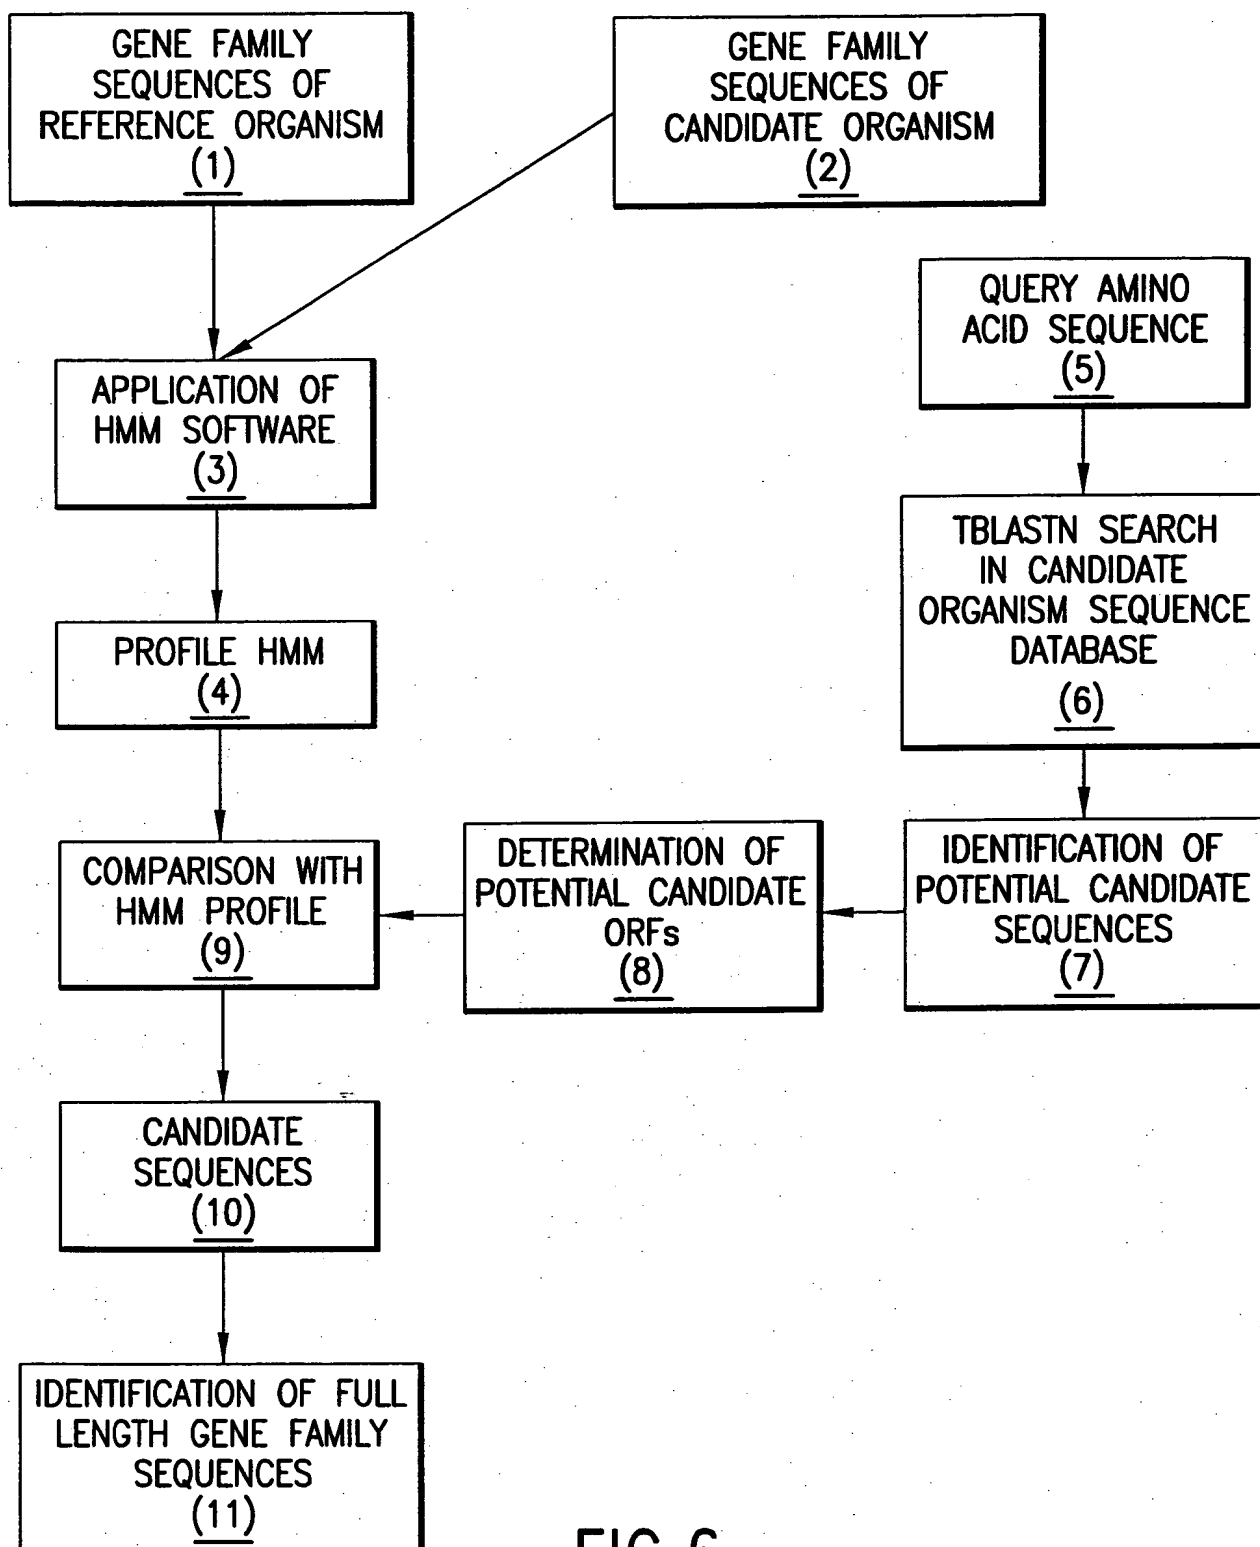 GENE FAMILY
SEQUENCES OF
REFERENCE ORGANISM
(1)
GENE FAMILY
SEQUENCES OF
CANDIDATE ORGANISM
(2)
APPLICATION OF
HMM SOFTWARE
(3)
PROFILE HMM
(4)
QUERY AMINO
ACID SEQUENCE
(5)
TBLASTN SEARCH
IN CANDIDATE
ORGANISM SEQUENCE
DATABASE
(6)
IDENTIFICATION OF
POTENTIAL CANDIDATE
SEQUENCES
(7)
DETERMINATION OF
POTENTIAL CANDIDATE
ORFs
(8)
COMPARISON WITH
HMM PROFILE
(9)
CANDIDATE
SEQUENCES
(10)
IDENTIFICATION OF FULL
LENGTH GENE FAMILY
SEQUENCES
(11)
FIG. 6